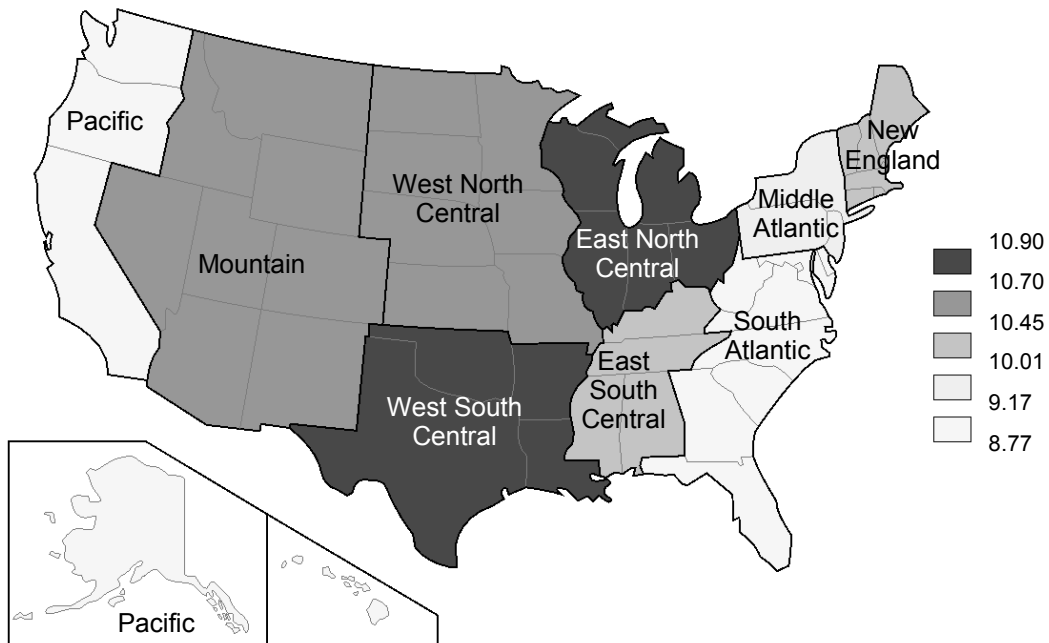 Pacific
New
England
West North
Central
Middle
Atlantic
East North
Central
Mountain
South
Atlantic
East
South
Central
West South
Central
Pacific
10.90
10.70
10.45
10.01
9.17
8.77